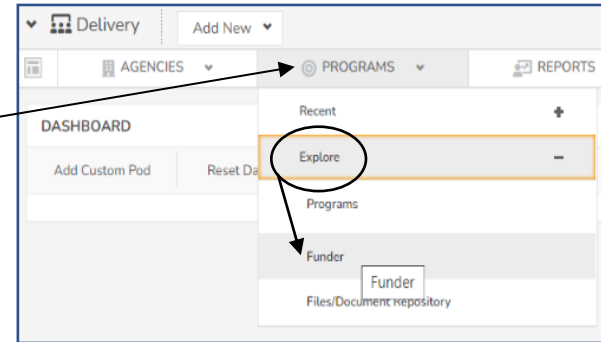 Delivery Add New
AGENCIES PROGRAMS REPORTS
DASHBOARD
Add Custom Pod Reset Da
Recent +
Explore −
Programs
Funder
Funder
Files/Document Repository